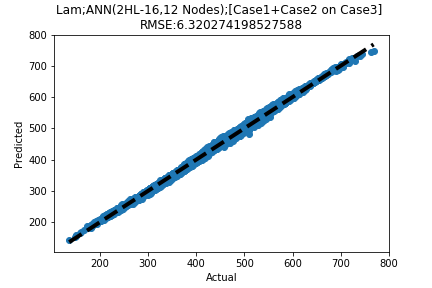 Lam;ANN(2HL-16,12 Nodes);[Case1+Case2 on Case3]
RMSE:6.320274198527588
800
700
600
500
400
300
200
Predicted
200 300 400 500 600 700 800
Actual